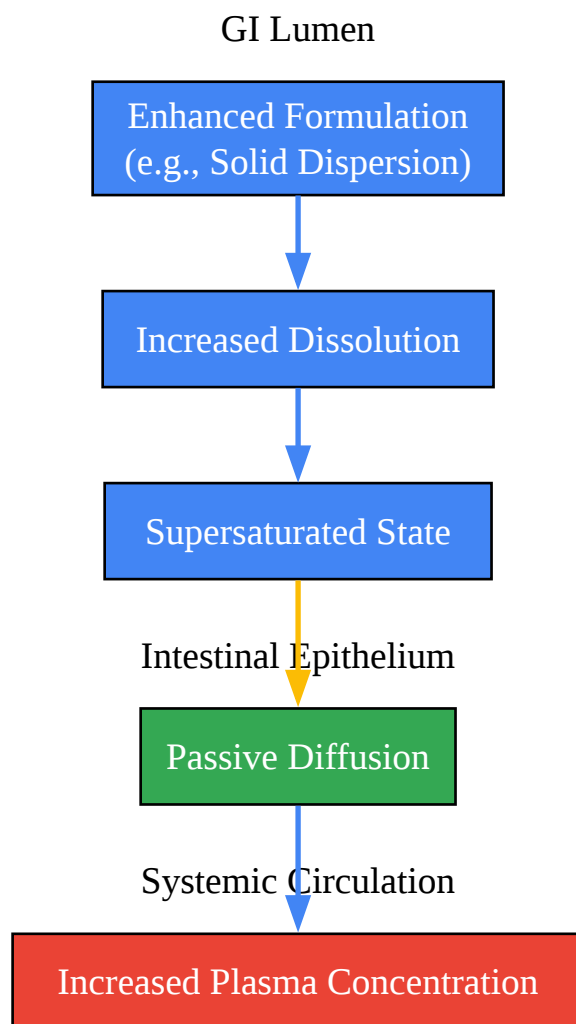 GI Lumen
Enhanced Formulation
(e.g., Solid Dispersion)
Increased Dissolution
Supersaturated State
Intestinal Epithelium
Passive Diffusion
Systemic Circulation
Increased Plasma Concentration